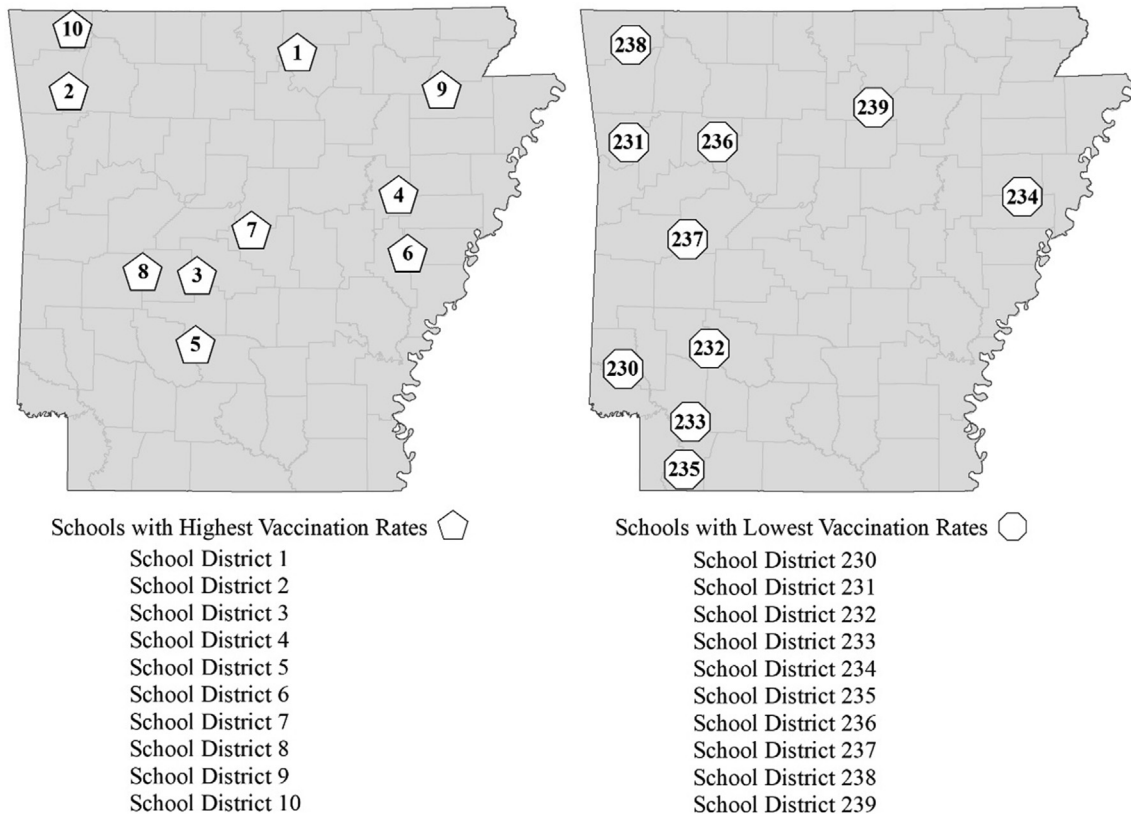 10
1
2
9
4
7
6
8
3
5
238
239
231
236
234
237
232
230
233
235
Schools with Highest Vaccination Rates
School District 1
School District 2
School District 3
School District 4
School District 5
School District 6
School District 7
School District 8
School District 9
School District 10
Schools with Lowest Vaccination Rates
School District 230
School District 231
School District 232
School District 233
School District 234
School District 235
School District 236
School District 237
School District 238
School District 239